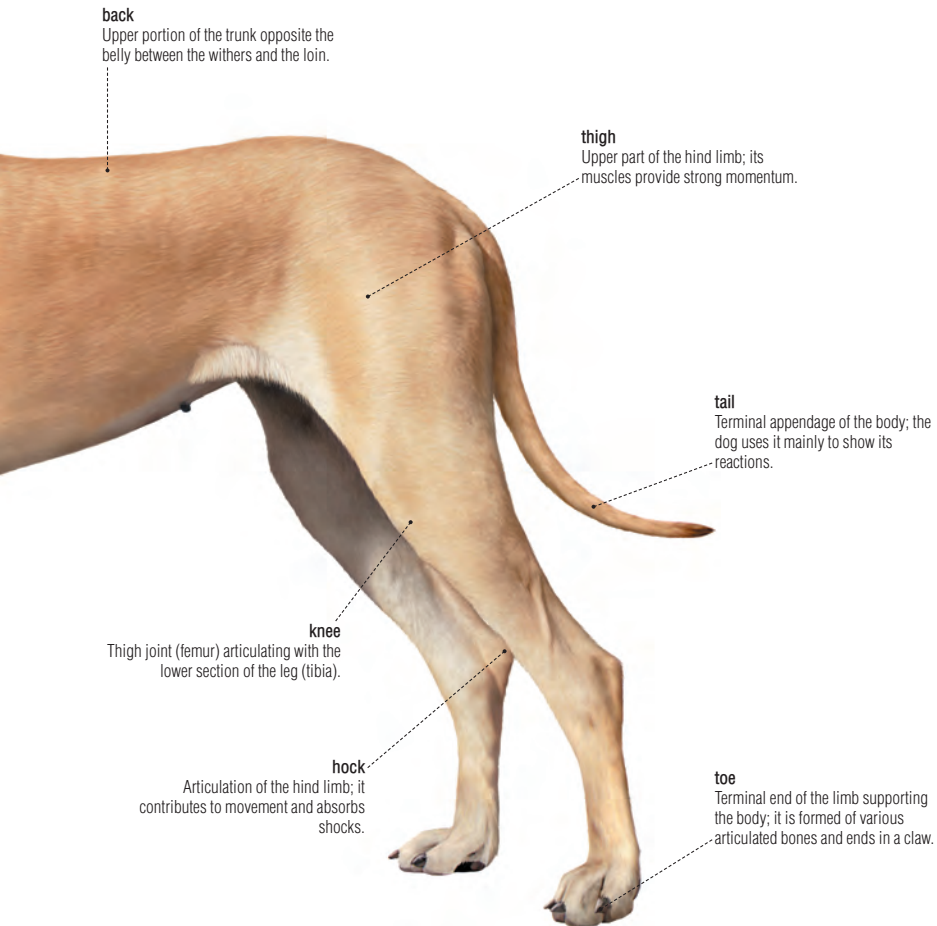 back
Upper portion of the trunk opposite the
belly between the withers and the loin.
thigh
Upper part of the hind limb; its
muscles provide strong momentum.
tail
Terminal appendage of the body; the
dog uses it mainly to show its
reactions.
knee
Thigh joint (femur) articulating with the
lower section of the leg (tibia).
hock
Articulation of the hind limb; it
contributes to movement and absorbs
shocks.
toe
Terminal end of the limb supporting
the body; it is formed of various
articulated bones and ends in a claw.